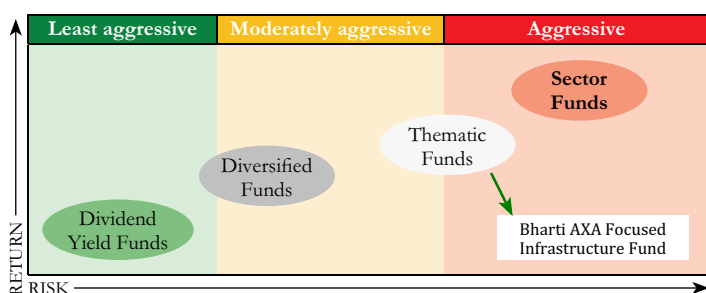 Least aggressive
Moderately aggressive
Aggressive
Sector
Funds
Thematic
Funds
Diversified
Funds
Dividend
Yield Funds
Bharti AXA Focused
Infrastructure Fund
RETURN
RISK